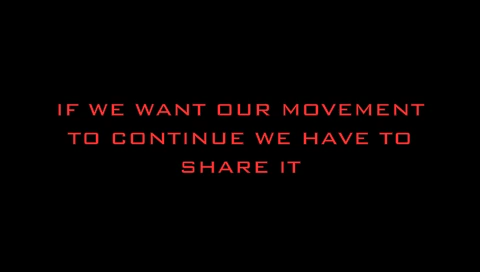 IF WE WANT OUR MOVEMENT
TO CONTINUE WE HAVE TO
SHARE IT